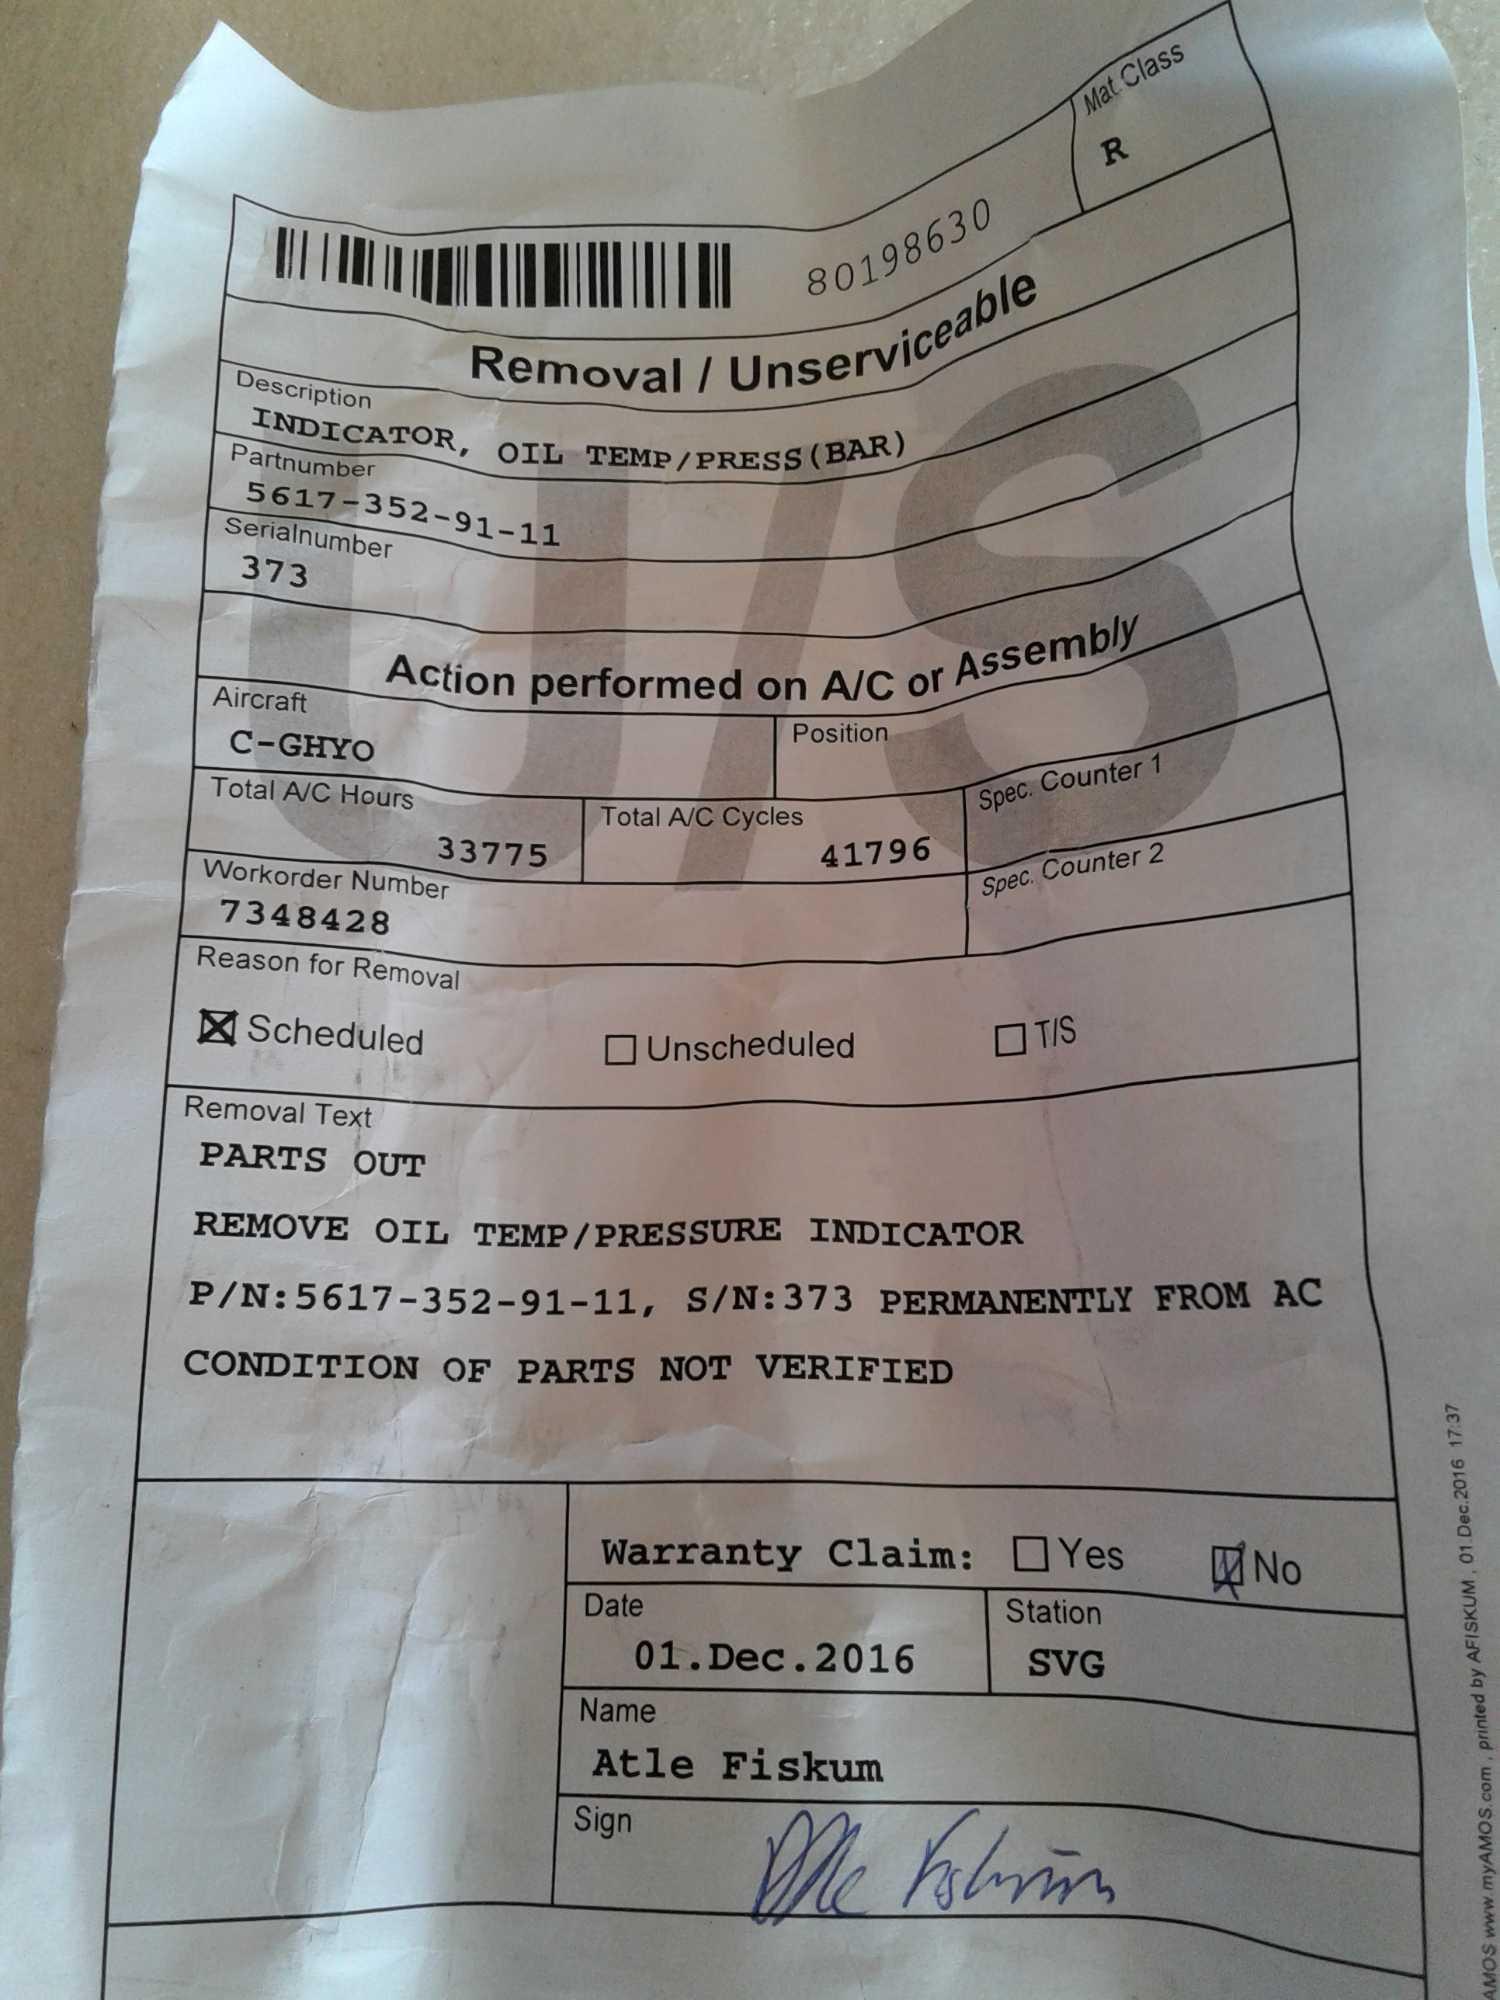 Mat.Class
R
80198630
Removal / Unserviceable
Description
INDICATOR, OIL TEMP/PRESS(BAR)
Partnumber
5617-352-91-11
Serialnumber
373
U/S
Action performed on A/C or Assembly
Aircraft
C-GHYO
Position
Total A/C Hours
33775
Total A/C Cycles
41796
Spec. Counter 1
Workorder Number
7348428
Spec. Counter 2
Reason for Removal
Scheduled Unscheduled T/S
Removal Text
PARTS OUT
REMOVE OIL TEMP/PRESSURE INDICATOR
P/N:5617-352-91-11, S/N:373 PERMANENTLY FROM AC
CONDITION OF PARTS NOT VERIFIED
Warranty Claim: Yes No
Date
01.Dec.2016
Station
SVG
Name
Atle Fiskum
Sign
Atle Fiskum
AMOS www.myAMOS.com , printed by AFISKUM , 01.Dec.2016 17:37